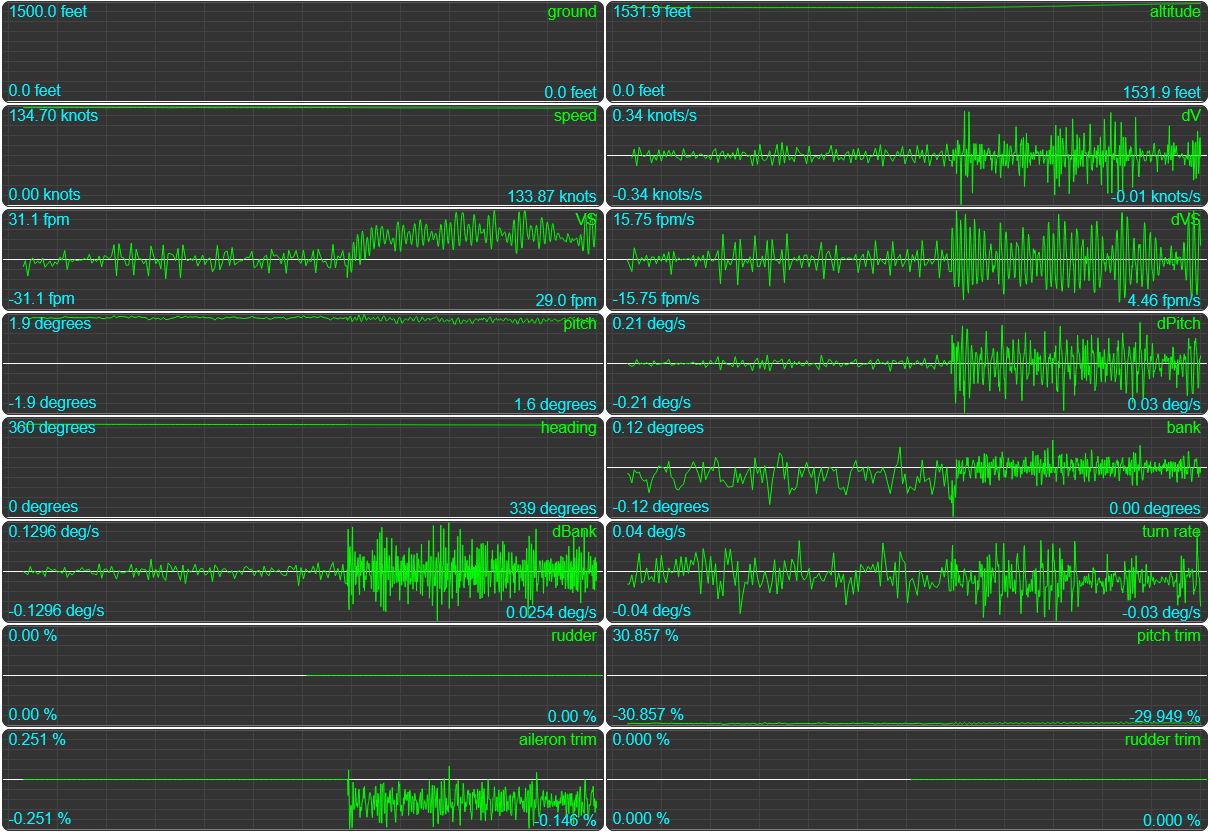 1500.0 feet ground
0.0 feet 0.0 feet
1531.9 feet altitude
0.0 feet 1531.9 feet
134.70 knots speed
0.00 knots 133.87 knots
0.34 knots/s dV
-0.34 knots/s -0.01 knots/s
31.1 fpm VS
-31.1 fpm 29.0 fpm
15.75 fpm/s dVS
-15.75 fpm/s 4.46 fpm/s
1.9 degrees pitch
-1.9 degrees 1.6 degrees
0.21 deg/s dPitch
-0.21 deg/s 0.03 deg/s
360 degrees heading
0 degrees 339 degrees
0.12 degrees bank
-0.12 degrees 0.00 degrees
0.1296 deg/s dBank
-0.1296 deg/s 0.0254 deg/s
0.04 deg/s turn rate
-0.04 deg/s -0.03 deg/s
0.00 % rudder
0.00 % 0.00 %
30.857 % pitch trim
-30.857 % -29.949 %
0.251 % aileron trim
-0.251 % -0.146 %
0.000 % rudder trim
0.000 % 0.000 %